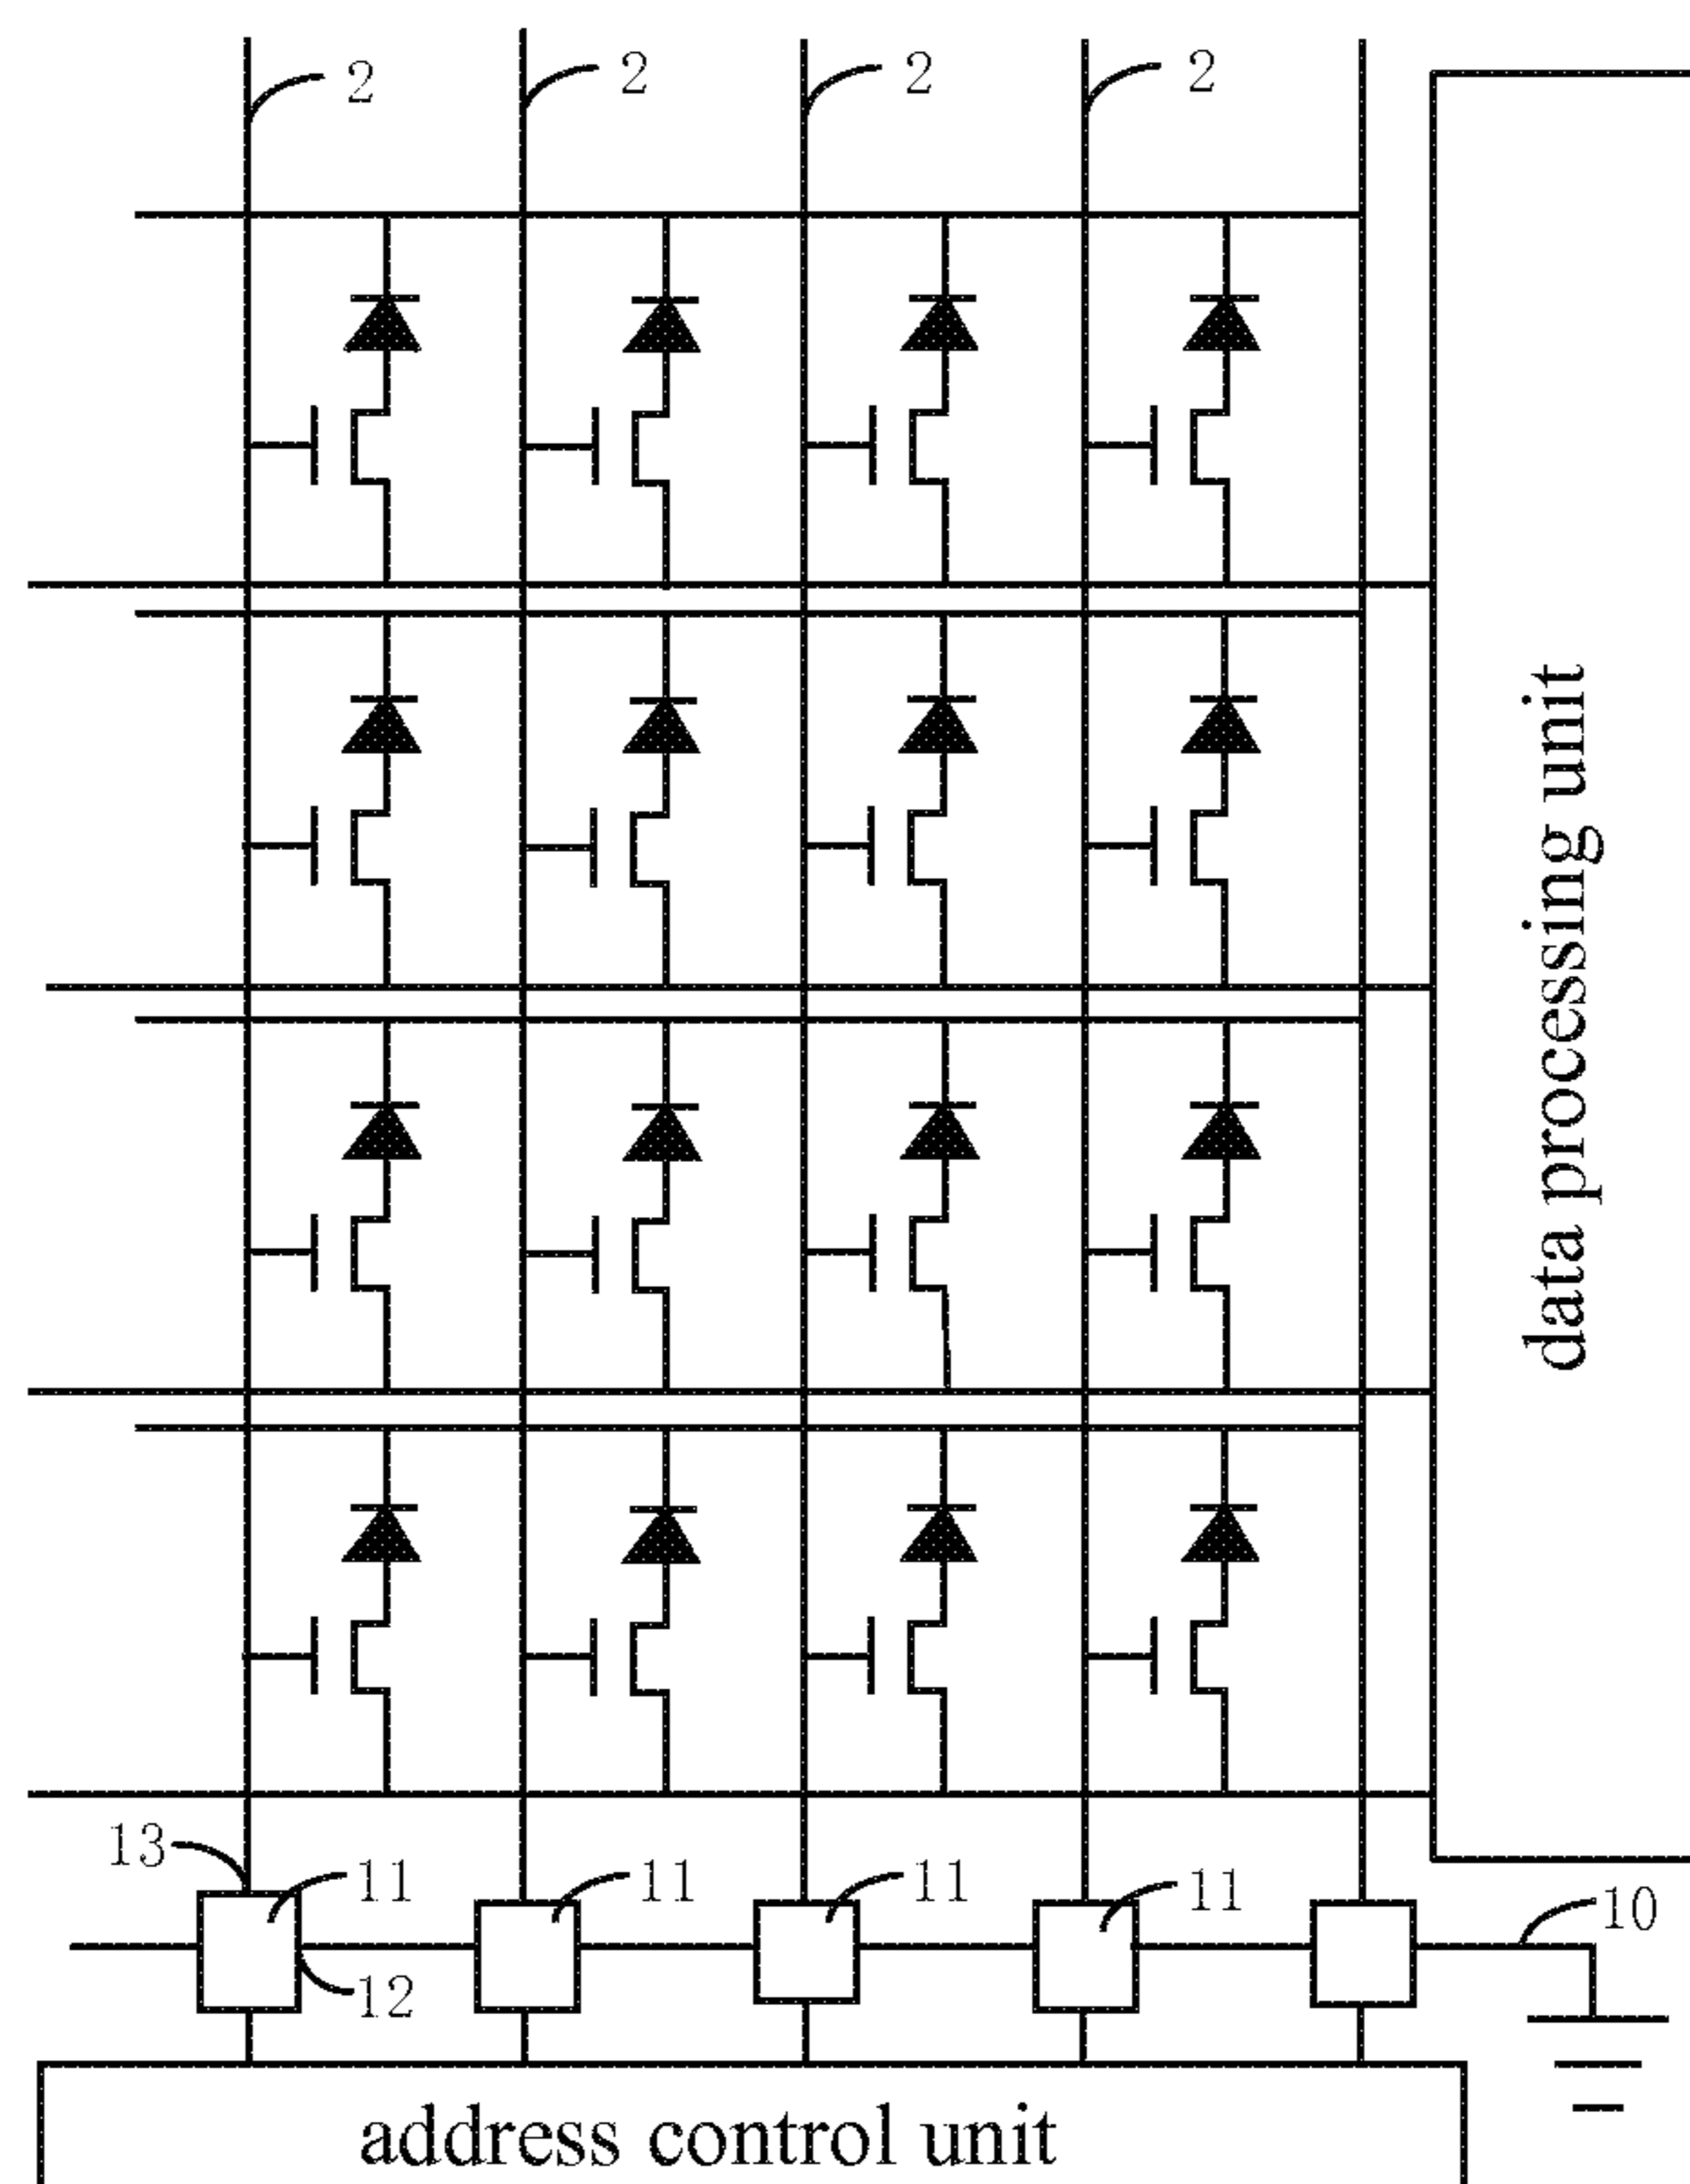 2 2 2 2
data processing unit
13 11 11 11 11 10
12
address control unit